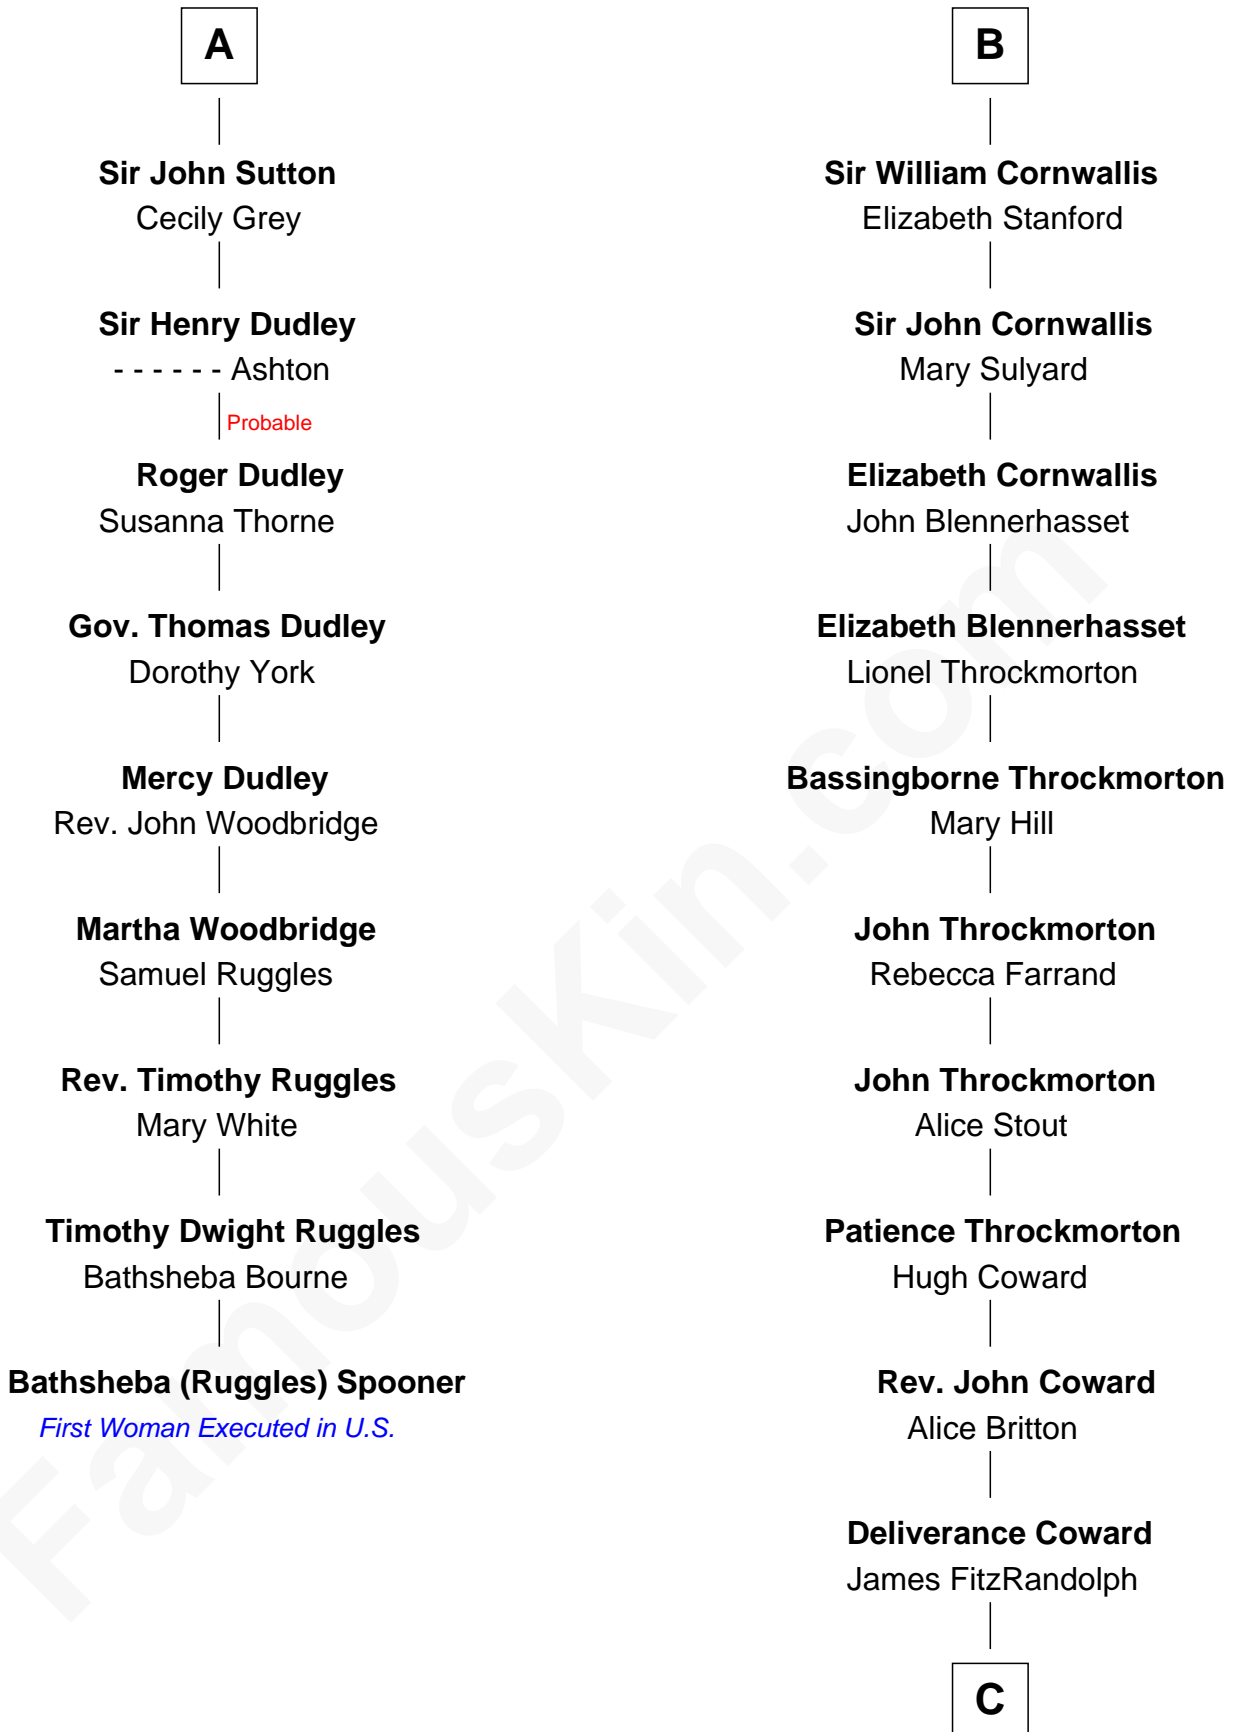 A
Sir John Sutton
Cecily Grey
Sir Henry Dudley
- - - - - - Ashton
Probable
Roger Dudley
Susanna Thorne
Gov. Thomas Dudley
Dorothy York
Mercy Dudley
Rev. John Woodbridge
Martha Woodbridge
Samuel Ruggles
Rev. Timothy Ruggles
Mary White
Timothy Dwight Ruggles
Bathsheba Bourne
Bathsheba (Ruggles) Spooner
First Woman Executed in U.S.
B
Sir William Cornwallis
Elizabeth Stanford
Sir John Cornwallis
Mary Sulyard
Elizabeth Cornwallis
John Blennerhasset
Elizabeth Blennerhasset
Lionel Throckmorton
Bassingborne Throckmorton
Mary Hill
John Throckmorton
Rebecca Farrand
John Throckmorton
Alice Stout
Patience Throckmorton
Hugh Coward
Rev. John Coward
Alice Britton
Deliverance Coward
James FitzRandolph
C
FamousKin.com